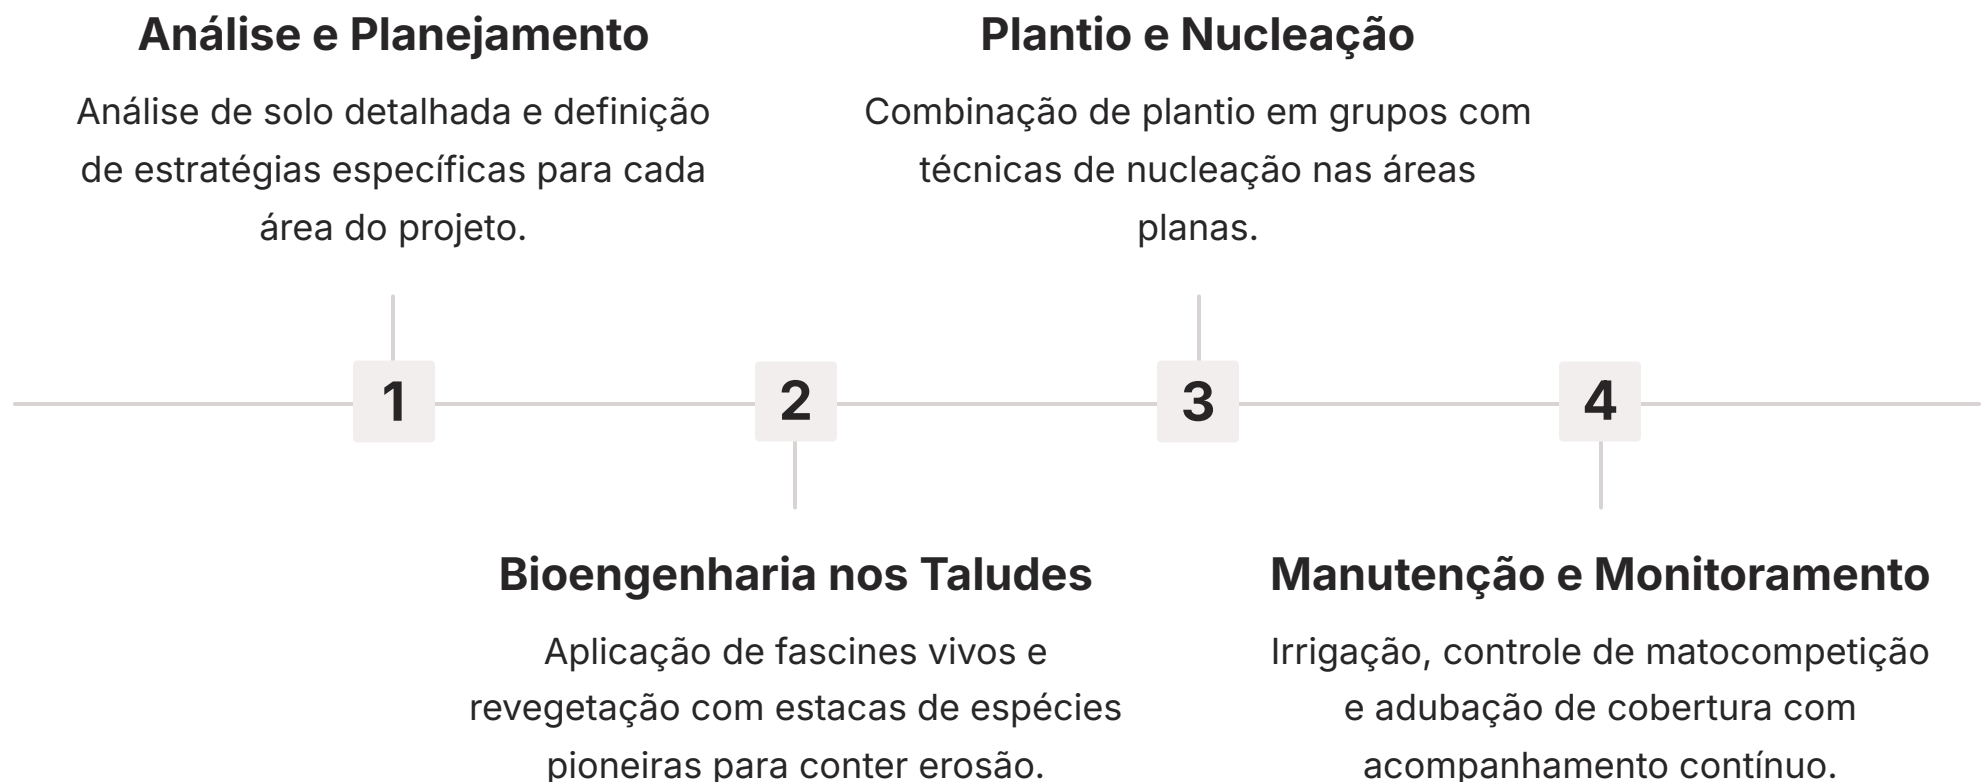 Análise e Planejamento
Análise de solo detalhada e definição
de estratégias específicas para cada
área do projeto.
1
Bioengenharia nos Taludes
Aplicação de fascines vivos e
revegetação com estacas de espécies
pioneiras para conter erosão.
2
Plantio e Nucleação
Combinação de plantio em grupos com
técnicas de nucleação nas áreas
planas.
3
Manutenção e Monitoramento
Irrigação, controle de matocompetição
e adubação de cobertura com
acompanhamento contínuo.
4